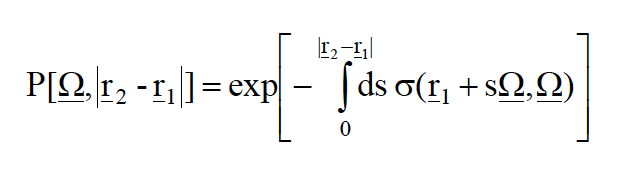 P[Ω,|r₂ - r₁|] = exp[ - ∫₀^|r₂-r₁| ds σ(r₁ + sΩ,Ω) ]